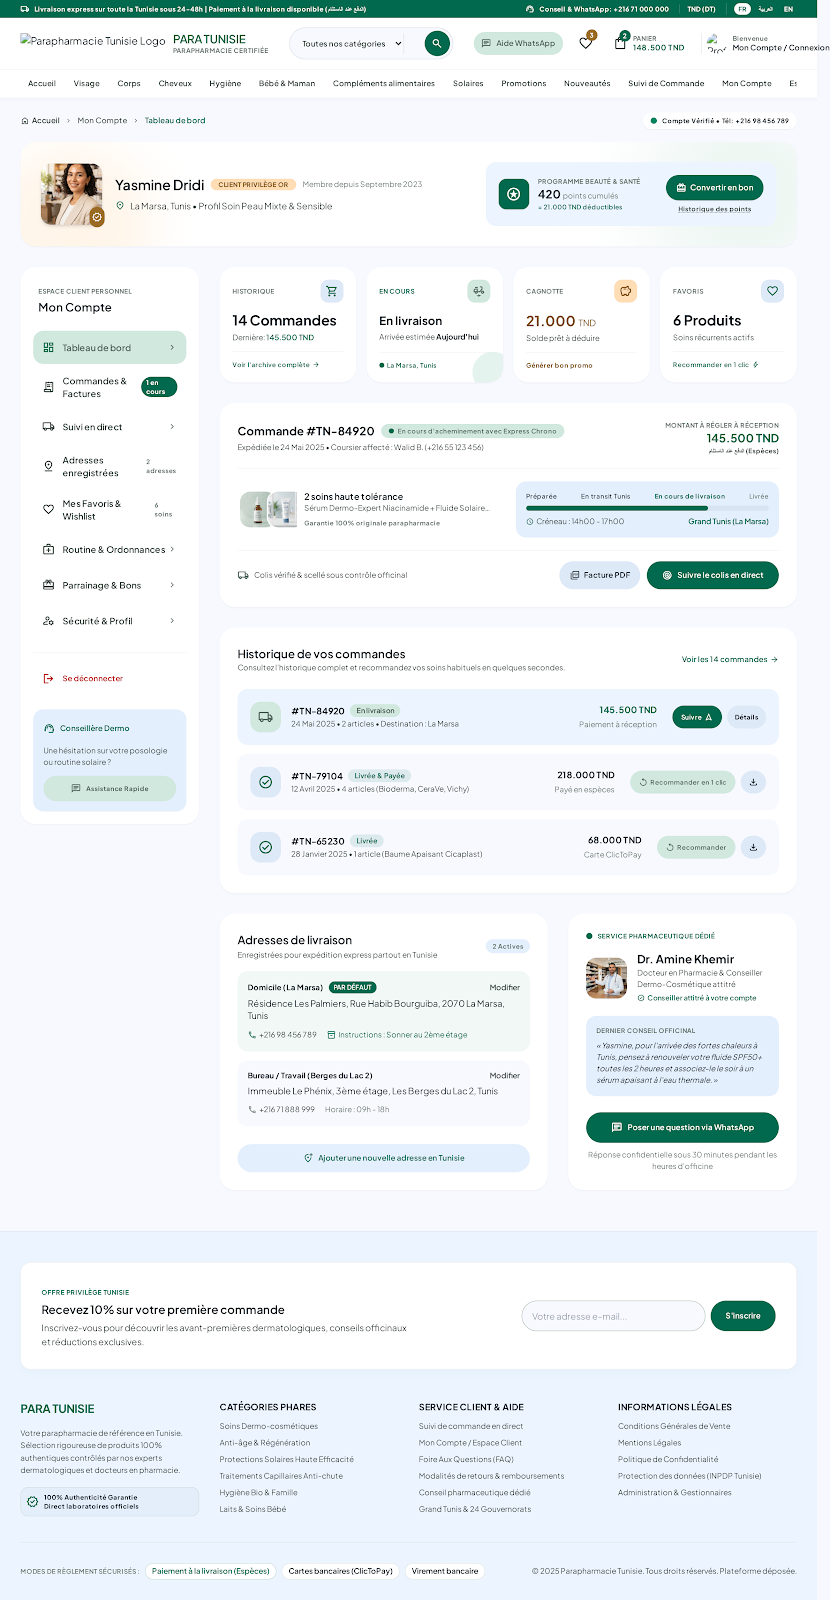 Livraison express sur toute la Tunisie sous 24-48h | Paiement à la livraison disponible (الدفع عند الاستلام)
Conseil & WhatsApp: +216 71 000 000
TND (DT)
FR
العربية
EN
Parapharmacie Tunisie Logo
PARA TUNISIE
PARAPHARMACIE CERTIFIÉE
Toutes nos catégories
Aide WhatsApp
3
2
PANIER
148.500 TND
Bienvenue
Mon Compte / Connexion
Accueil
Visage
Corps
Cheveux
Hygiène
Bébé & Maman
Compléments alimentaires
Solaires
Promotions
Nouveautés
Suivi de Commande
Mon Compte
Es
Accueil
Mon Compte
Tableau de bord
Compte Vérifié • Tél: +216 98 456 789
Yasmine Dridi
CLIENT PRIVILÈGE OR
Membre depuis Septembre 2023
La Marsa, Tunis • Profil Soin Peau Mixte & Sensible
PROGRAMME BEAUTÉ & SANTÉ
420 points cumulés
= 21.000 TND déductibles
Convertir en bon
Historique des points
ESPACE CLIENT PERSONNEL
Mon Compte
Tableau de bord
Commandes & Factures
1 en cours
Suivi en direct
Adresses enregistrées
2 adresses
Mes Favoris & Wishlist
6 soins
Routine & Ordonnances
Parrainage & Bons
Sécurité & Profil
Se déconnecter
Conseillère Dermo
Une hésitation sur votre posologie ou routine solaire ?
Assistance Rapide
HISTORIQUE
14 Commandes
Dernière: 145.500 TND
Voir l'archive complète →
EN COURS
En livraison
Arrivée estimée Aujourd'hui
La Marsa, Tunis
CAGNOTTE
21.000 TND
Solde prêt à déduire
Générer bon promo
FAVORIS
6 Produits
Soins récurrents actifs
Recommander en 1 clic
Commande #TN-84920
En cours d'acheminement avec Express Chrono
Expédiée le 24 Mai 2025 • Coursier affecté : Walid B. (+216 55 123 456)
MONTANT À RÉGLER À RÉCEPTION
145.500 TND
الدفع عند الاستلام (Espèces)
2 soins haute tolérance
Sérum Dermo-Expert Niacinamide + Fluide Solaire...
Garantie 100% originale parapharmacie
Préparée
En transit Tunis
En cours de livraison
Livrée
Créneau : 14h00 - 17h00
Grand Tunis (La Marsa)
Colis vérifié & scellé sous contrôle officinal
Facture PDF
Suivre le colis en direct
Historique de vos commandes
Consultez l'historique complet et recommandez vos soins habituels en quelques secondes.
Voir les 14 commandes →
#TN-84920
En livraison
24 Mai 2025 • 2 articles • Destination : La Marsa
145.500 TND
Paiement à réception
Suivre
Détails
#TN-79104
Livrée & Payée
12 Avril 2025 • 4 articles (Bioderma, CeraVe, Vichy)
218.000 TND
Payé en espèces
Recommander en 1 clic
#TN-65230
Livrée
28 Janvier 2025 • 1 article (Baume Apaisant Cicaplast)
68.000 TND
Carte ClicToPay
Recommander
Adresses de livraison
Enregistrées pour expédition express partout en Tunisie
2 Actives
Domicile (La Marsa)
PAR DÉFAUT
Modifier
Résidence Les Palmiers, Rue Habib Bourguiba, 2070 La Marsa,
Tunis
+216 98 456 789
Instructions : Sonner au 2ème étage
Bureau / Travail (Berges du Lac 2)
Modifier
Immeuble Le Phénix, 3ème étage, Les Berges du Lac 2, Tunis
+216 71 888 999
Horaire : 09h - 18h
Ajouter une nouvelle adresse en Tunisie
SERVICE PHARMACEUTIQUE DÉDIÉ
Dr. Amine Khemir
Docteur en Pharmacie & Conseiller
Dermo-Cosmétique attitré
Conseiller attitré à votre compte
DERNIER CONSEIL OFFICINAL
« Yasmine, pour l'arrivée des fortes chaleurs à
Tunis, pensez à renouveler votre fluide SPF50+
toutes les 2 heures et associez-le le soir à un
sérum apaisant à l'eau thermale. »
Poser une question via WhatsApp
Réponse confidentielle sous 30 minutes pendant les
heures d'officine
OFFRE PRIVILÈGE TUNISIE
Recevez 10% sur votre première commande
Inscrivez-vous pour découvrir les avant-premières dermatologiques, conseils officinaux
et réductions exclusives.
Votre adresse e-mail...
S'inscrire
PARA TUNISIE
Votre parapharmacie de référence en Tunisie.
Sélection rigoureuse de produits 100%
authentiques contrôlés par nos experts
dermatologiques et docteurs en pharmacie.
100% Authenticité Garantie
Direct laboratoires officiels
CATÉGORIES PHARES
Soins Dermo-cosmétiques
Anti-âge & Régénération
Protections Solaires Haute Efficacité
Traitements Capillaires Anti-chute
Hygiène Bio & Famille
Laits & Soins Bébé
SERVICE CLIENT & AIDE
Suivi de commande en direct
Mon Compte / Espace Client
Foire Aux Questions (FAQ)
Modalités de retours & remboursements
Conseil pharmaceutique dédié
Grand Tunis & 24 Gouvernorats
INFORMATIONS LÉGALES
Conditions Générales de Vente
Mentions Légales
Politique de Confidentialité
Protection des données (INPDP Tunisie)
Administration & Gestionnaires
MODES DE RÈGLEMENT SÉCURISÉS :
Paiement à la livraison (Espèces)
Cartes bancaires (ClicToPay)
Virement bancaire
© 2025 Parapharmacie Tunisie. Tous droits réservés. Plateforme déposée.